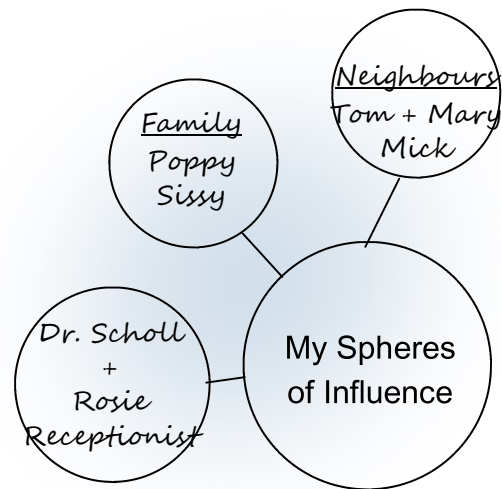 Neighbours
Tom + Mary
Mick
Family
Poppy
Sissy
My Spheres
of Influence
Dr. Scholl
+
Rosie
Receptionist